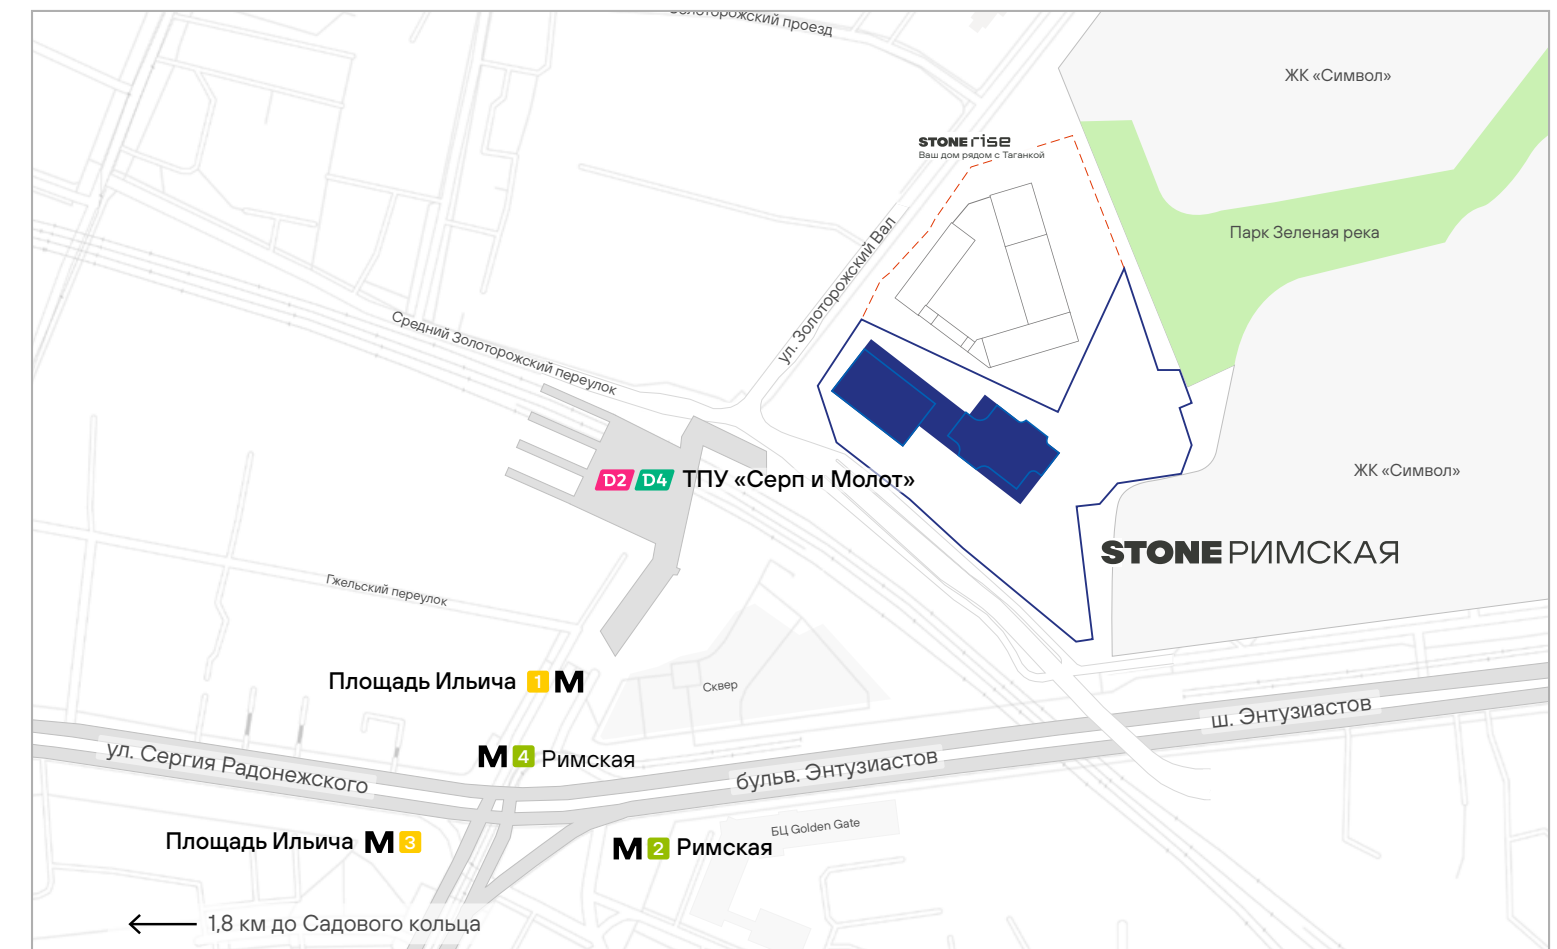 Золоторожский проезд
ЖК «Символ»
STONE rise
Ваш дом рядом с Таганкой
Парк Зеленая река
ул. Золоторожский Вал
Средний Золоторожский переулок
D2 D4 ТПУ «Серп и Молот»
ЖК «Символ»
STONE РИМСКАЯ
Гжельский переулок
Площадь Ильича 1 М
Сквер
ш. Энтузиастов
ул. Сергия Радонежского
М 4 Римская
бульв. Энтузиастов
БЦ Golden Gate
Площадь Ильича М 3
М 2 Римская
1,8 км до Садового кольца